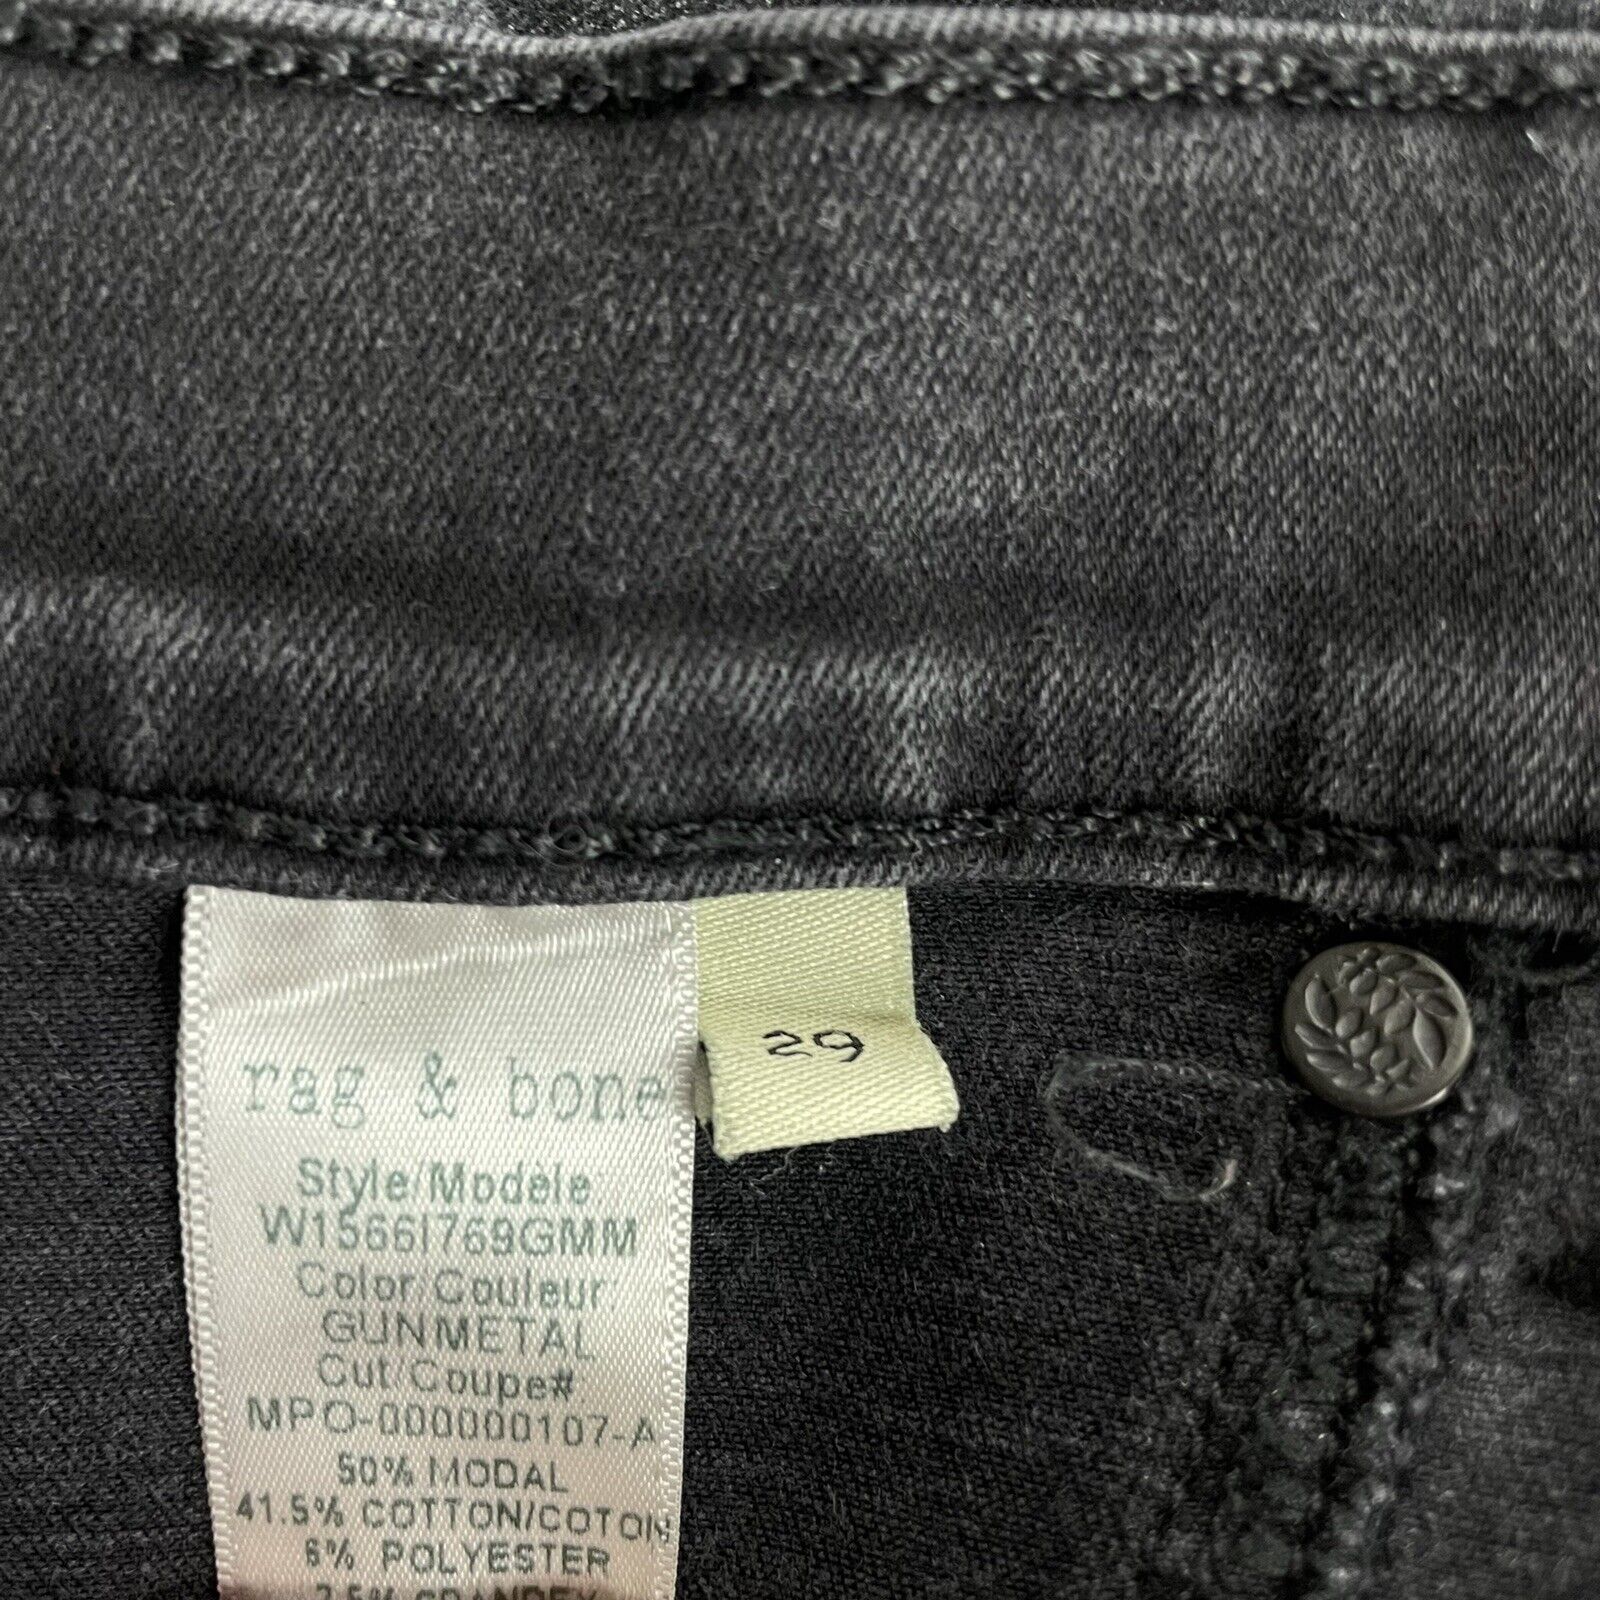 rag & bone
29
Style/Modèle
W1566I769GMM
Color/Couleur:
GUNMETAL
Cut/Coupe#:
MPO-000000107-A
50% MODAL
41.5% COTTON/COTON
6% POLYESTER